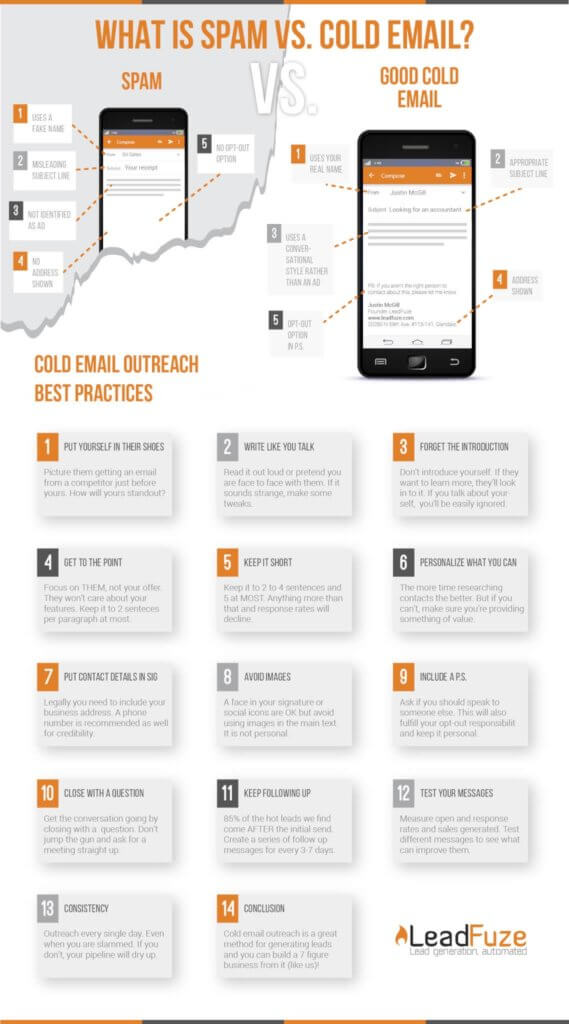 WHAT IS SPAM VS. COLD EMAIL?
SPAM
VS.
GOOD COLD
EMAIL
1
USES A
FAKE NAME
2
MISLEADING
SUBJECT LINE
3
NOT IDENTIFIED
AS AD
4
NO
ADDRESS
SHOWN
5
NO OPT-OUT
OPTION
Compose
From
Subject Your receipt
1
USES YOUR
REAL NAME
2
APPROPRIATE
SUBJECT LINE
3
USES A
CONVER-
SATIONAL
STYLE RATHER
THAN AN AD
4
ADDRESS
SHOWN
5
OPT-OUT
OPTION
IN P.S.
Compose
From Justin McGill
Subject Looking for an accountant
PS: If you aren't the right person to
contact about this, please let me know.
Justin McGill
Founder LeadFuze
www.leadfuze.com
COLD EMAIL OUTREACH
BEST PRACTICES
1
PUT YOURSELF IN THEIR SHOES
Picture them getting an email
from a competitor just before
yours. How will yours standout?
2
WRITE LIKE YOU TALK
Read it out loud or pretend you
are face to face with them. If it
sounds strange, make some
tweaks.
3
FORGET THE INTRODUCTION
Don't introduce yourself. If they
want to learn more, they'll look
in to it. If you talk about your
self, you'll be easily ignored.
4
GET TO THE POINT
Focus on THEM, not your offer.
They won't care about your
features. Keep it to 2 senteces
per paragraph at most.
5
KEEP IT SHORT
Keep it to 2 to 4 sentences and
5 at MOST. Anything more than
that and response rates will
decline.
6
PERSONALIZE WHAT YOU CAN
The more time researching
contacts the better. But if you
can't, make sure you're providing
something of value.
7
PUT CONTACT DETAILS IN SIG
Legally you need to include your
business address. A phone
number is recommended as well
for credibility.
8
AVOID IMAGES
A face in your signature or
social icons are OK but avoid
using images in the main text.
It is not personal.
9
INCLUDE A P.S.
Ask if you should speak to
someone else. This will also
fulfill your opt-out responsibilit
and keep it personal.
10
CLOSE WITH A QUESTION
Get the conversation going by
closing with a question. Don't
jump the gun and ask for a
meeting straight up.
11
KEEP FOLLOWING UP
85% of the hot leads we find
come AFTER the initial send.
Create a series of follow up
messages for every 3-7 days.
12
TEST YOUR MESSAGES
Measure open and response
rates and sales generated. Test
different messages to see what
can improve them.
13
CONSISTENCY
Outreach every single day. Even
when you are slammed. If you
don't, your pipeline will dry up.
14
CONCLUSION
Cold email outreach is a great
method for generating leads
and you can build a 7 figure
business from it (like us)!
LeadFuze
Lead generation, automated